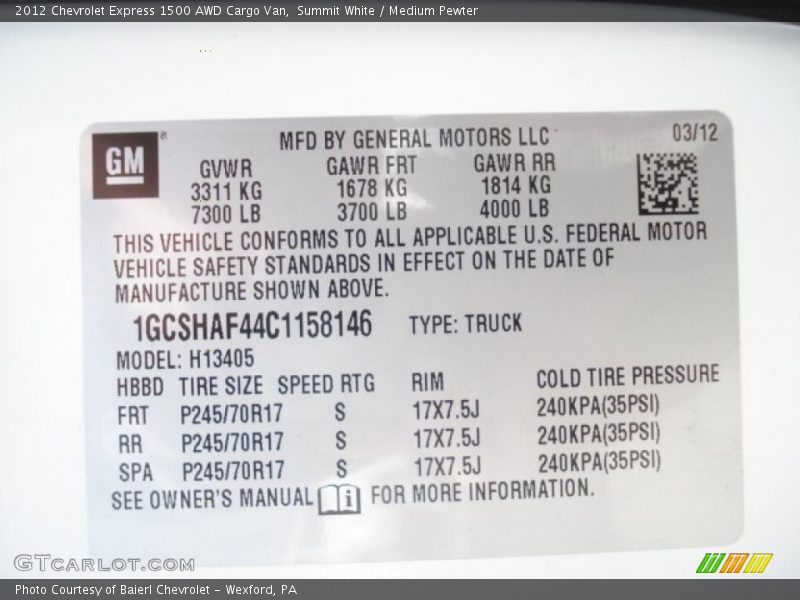 2012 Chevrolet Express 1500 AWD Cargo Van,  Summit White / Medium Pewter
GM®
MFD BY GENERAL MOTORS LLC
03/12
GVWR GAWR FRT GAWR RR
3311 KG 1678 KG 1814 KG
7300 LB 3700 LB 4000 LB
THIS VEHICLE CONFORMS TO ALL APPLICABLE U.S. FEDERAL MOTOR
VEHICLE SAFETY STANDARDS IN EFFECT ON THE DATE OF
MANUFACTURE SHOWN ABOVE.
1GCSHAF44C1158146 TYPE: TRUCK
MODEL: H13405
HBBD TIRE SIZE SPEED RTG RIM COLD TIRE PRESSURE
FRT P245/70R17 S 17X7.5J 240KPA(35PSI)
RR P245/70R17 S 17X7.5J 240KPA(35PSI)
SPA P245/70R17 S 17X7.5J 240KPA(35PSI)
SEE OWNER'S MANUAL i FOR MORE INFORMATION.
GTCARLOT.COM
Photo Courtesy of Baierl Chevrolet - Wexford, PA